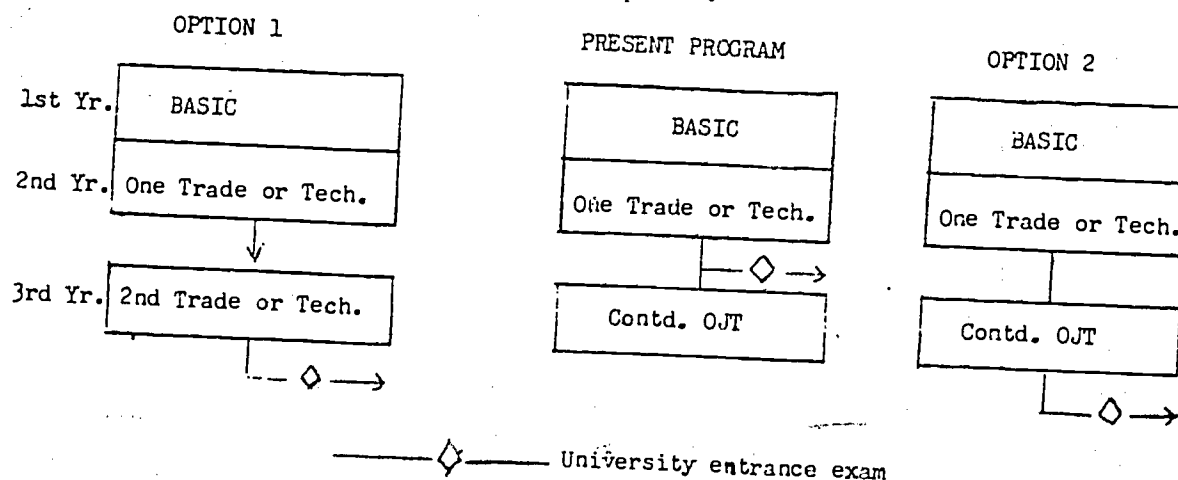 OPTION 1
1st Yr. BASIC
2nd Yr. One Trade or Tech.
3rd Yr. 2nd Trade or Tech.
PRESENT PROGRAM
BASIC
One Trade or Tech.
Contd. OJT
OPTION 2
BASIC
One Trade or Tech.
Contd. OJT
University entrance exam